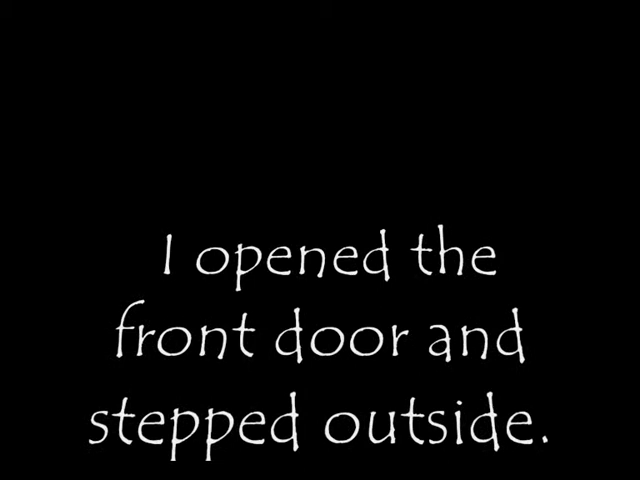 I opened the
front door and
stepped outside.